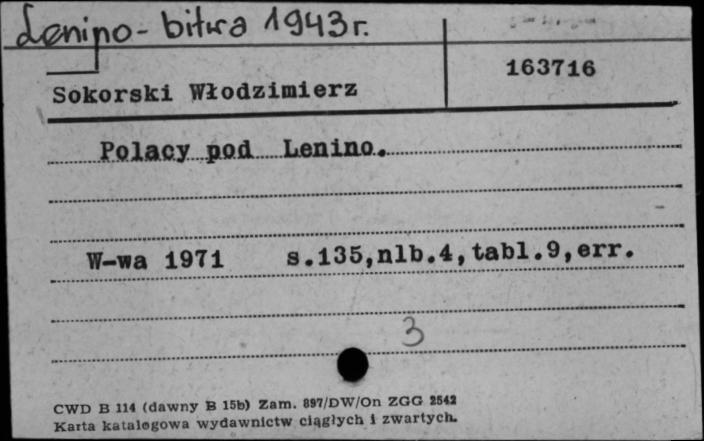 Lenino - bitwa 1943 r.
163716
Sokorski Włodzimierz
Polacy pod Lenino.
W-wa 1971 s.135,nlb.4,tabl.9,err.
3
CWD B 114 (dawny B 15b) Zam. 897/DW/On ZGG 2542
Karta katalogowa wydawnictw ciągłych i zwartych.